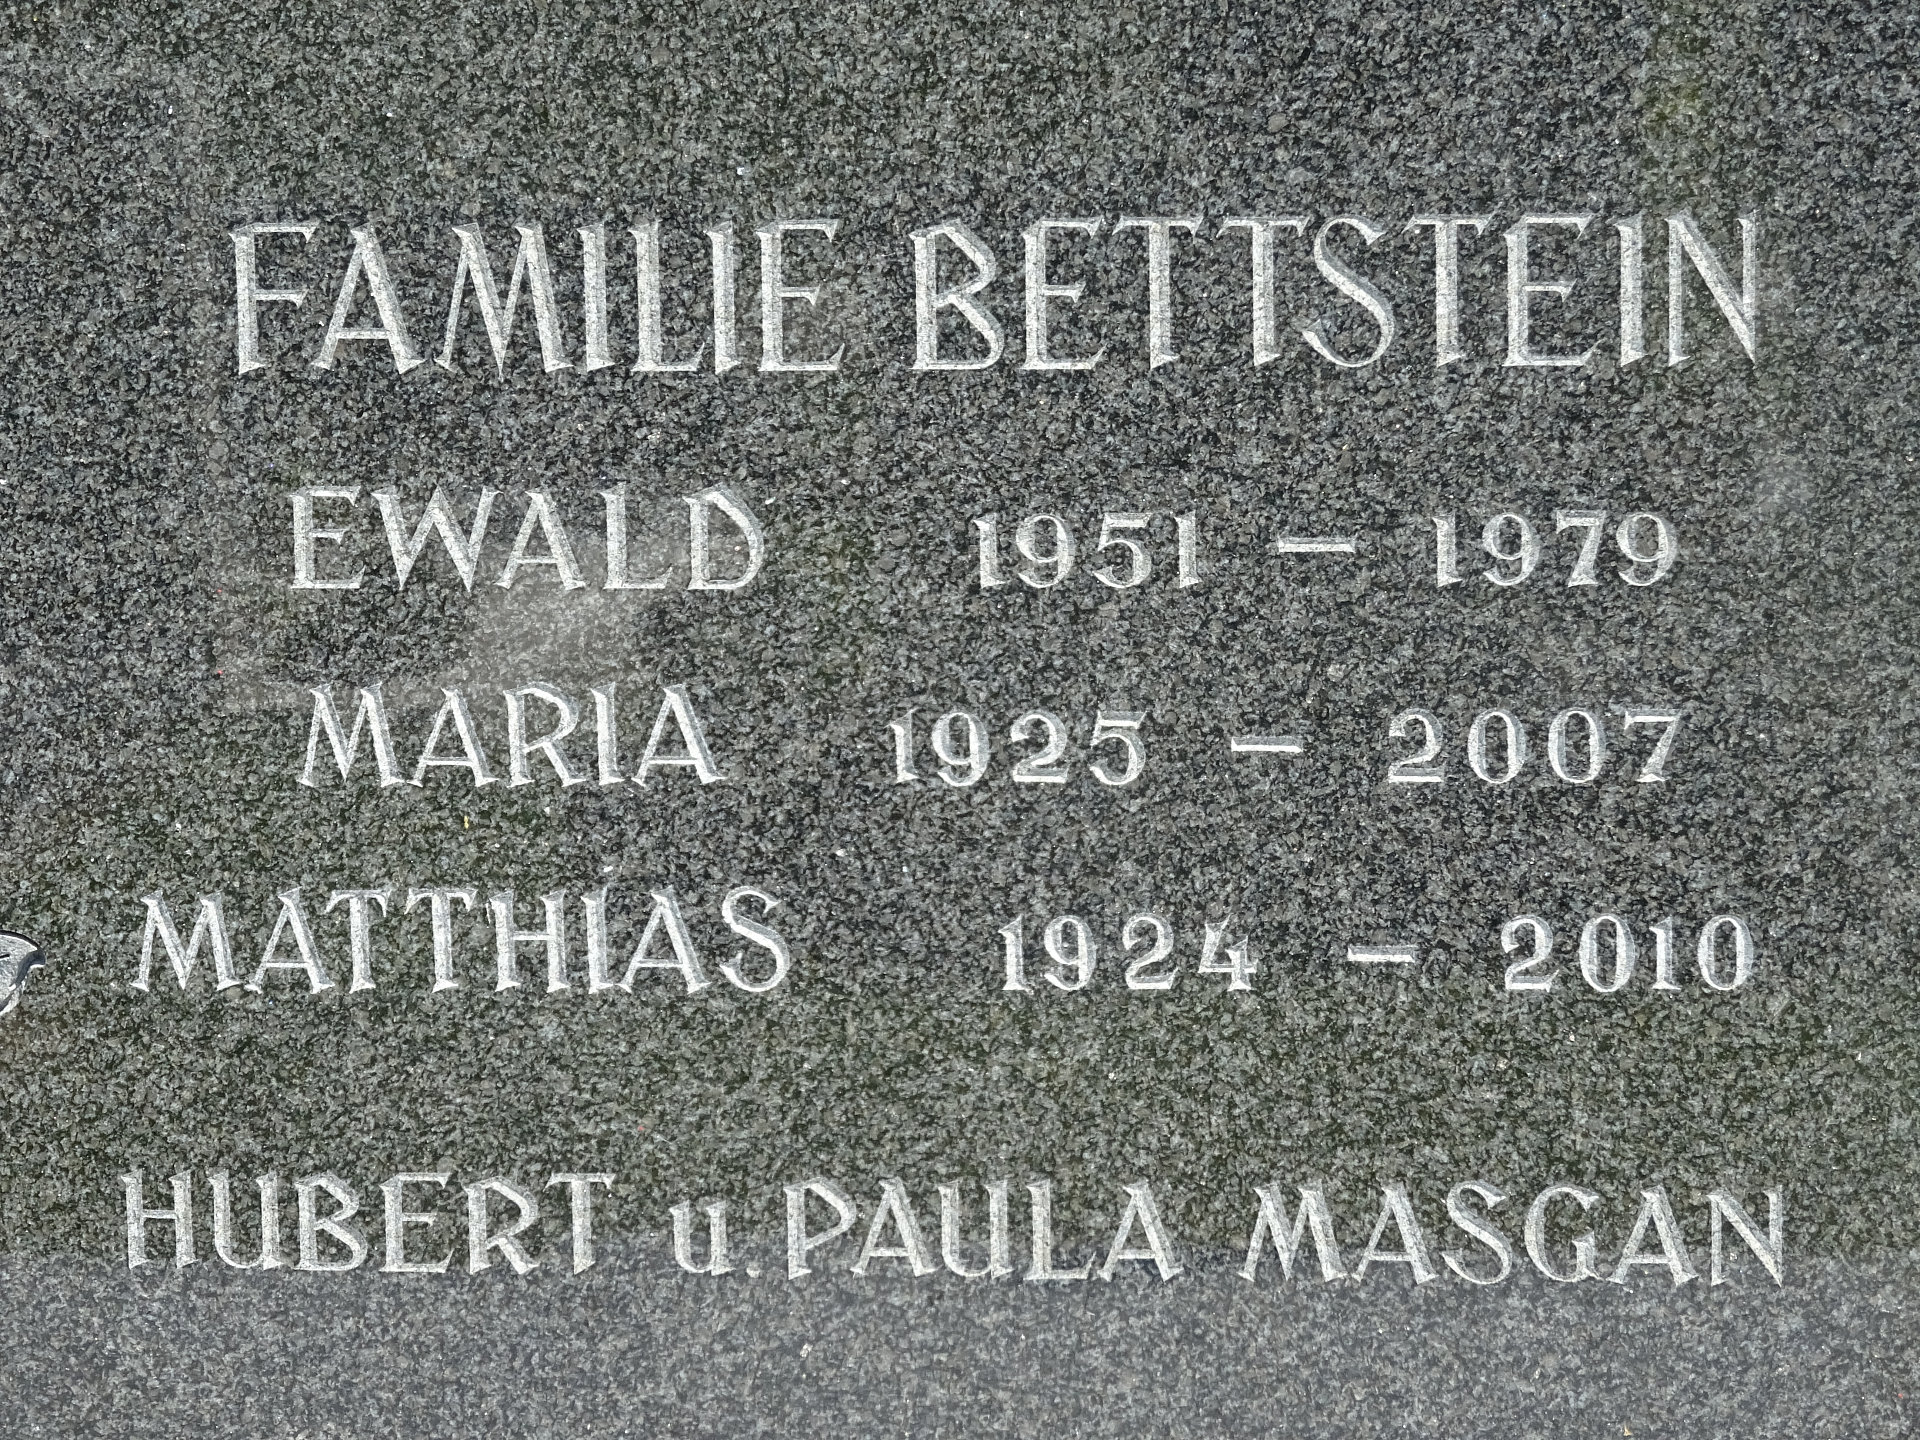 FAMILIE BETTSTEIN
EWALD 1951 – 1979
MARIA 1925 – 2007
MATTHIAS 1924 – 2010
HUBERT u. PAULA MASGAN